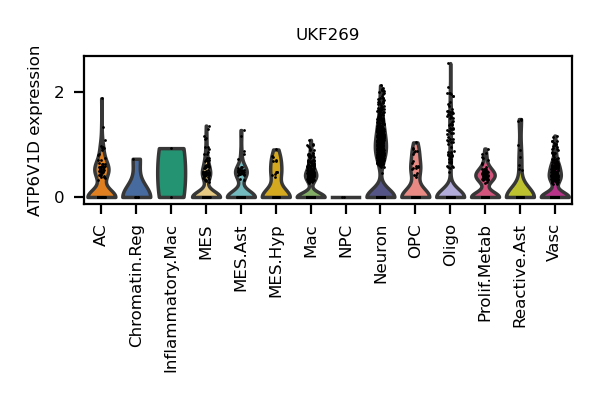 UKF269
ATP6V1D expression
2
0
AC
Chromatin.Reg
Inflammatory.Mac
MES
MES.Ast
MES.Hyp
Mac
NPC
Neuron
OPC
Oligo
Prolif.Metab
Reactive.Ast
Vasc